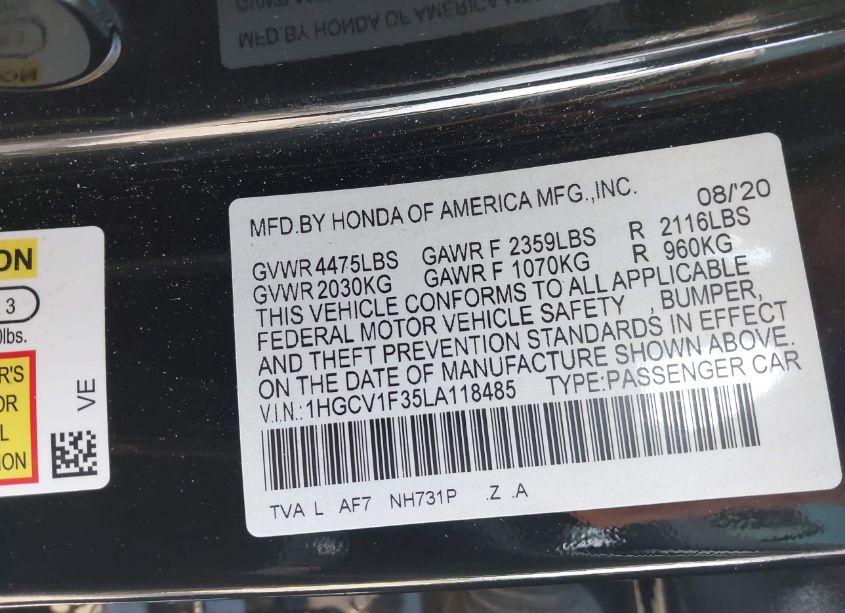 MFD BY HONDA OF AMERICA
ON
3
lbs.
R'S
OR
L
ION
VE
MFD.BY HONDA OF AMERICA MFG.,INC. 08/'20
GVWR 4475LBS GAWR F 2359LBS R 2116LBS
GVWR 2030KG GAWR F 1070KG R 960KG
THIS VEHICLE CONFORMS TO ALL APPLICABLE
FEDERAL MOTOR VEHICLE SAFETY , BUMPER,
AND THEFT PREVENTION STANDARDS IN EFFECT
ON THE DATE OF MANUFACTURE SHOWN ABOVE.
V.I.N.:1HGCV1F35LA118485 TYPE:PASSENGER CAR
TVA L AF7 NH731P .Z .A